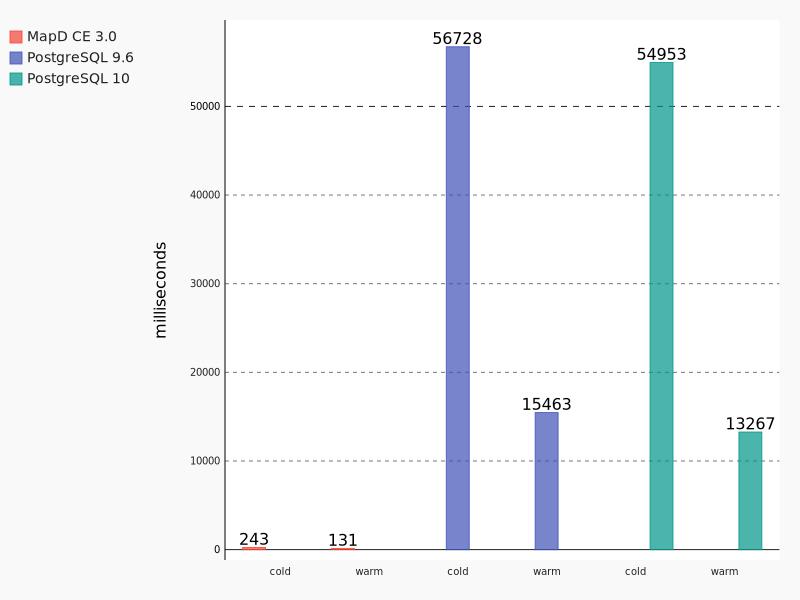 MapD CE 3.0
PostgreSQL 9.6
PostgreSQL 10
milliseconds
50000
40000
30000
20000
10000
0
243
131
56728
15463
54953
13267
cold
warm
cold
warm
cold
warm